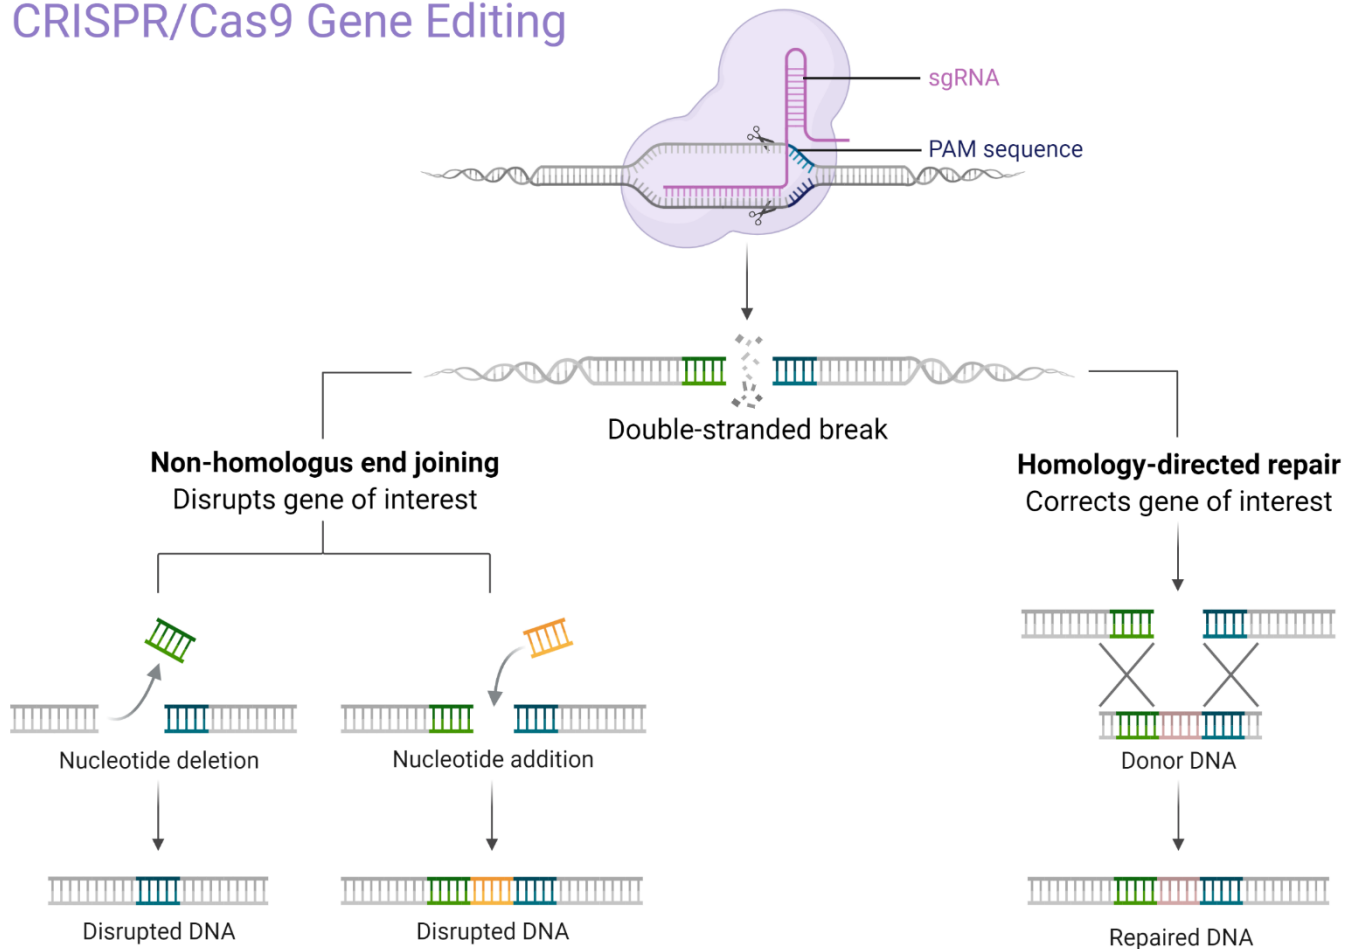 CRISPR/Cas9 Gene Editing
sgRNA
PAM sequence
Double-stranded break
Non-homologus end joining
Disrupts gene of interest
Homology-directed repair
Corrects gene of interest
Nucleotide deletion
Nucleotide addition
Donor DNA
Disrupted DNA
Disrupted DNA
Repaired DNA